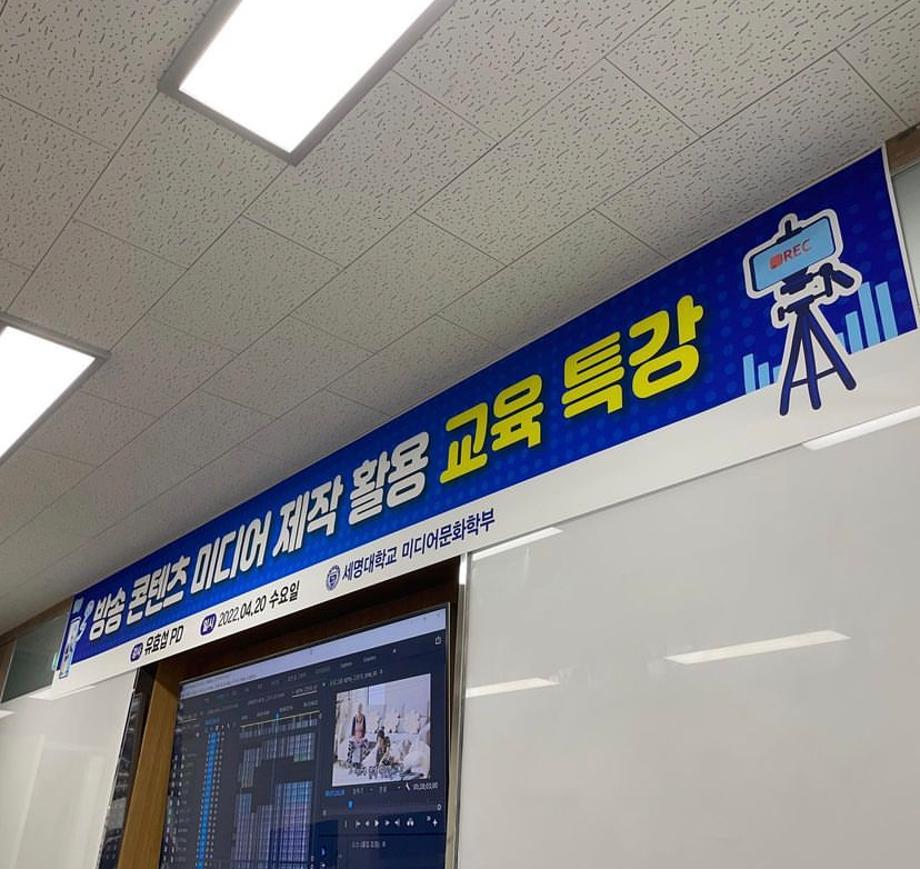 방송 콘텐츠 미디어 제작 활용 교육 특강
강사 유효섭 PD 일시 2022.04.20 수요일 세명대학교 미디어문화학부
REC